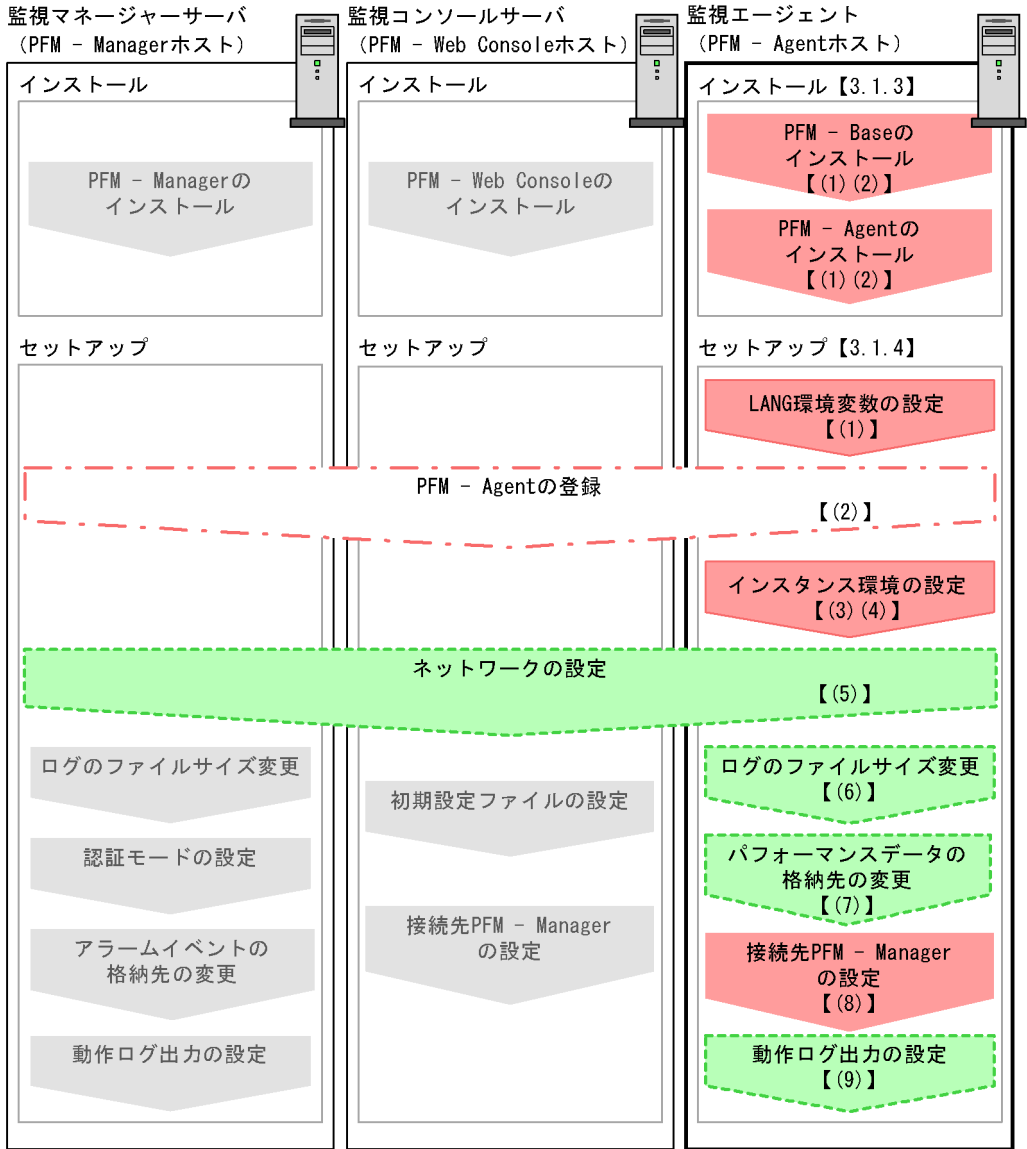 監視マネージャーサーバ
(PFM - Managerホスト)
インストール
PFM - Managerの
インストール
セットアップ
監視コンソールサーバ
(PFM - Web Consoleホスト)
インストール
PFM - Web Consoleの
インストール
セットアップ
監視エージェント
(PFM - Agentホスト)
インストール【3.1.3】
PFM - Baseの
インストール
【(1)(2)】
PFM - Agentの
インストール
【(1)(2)】
セットアップ【3.1.4】
LANG環境変数の設定
【(1)】
PFM - Agentの登録
【(2)】
インスタンス環境の設定
【(3)(4)】
ネットワークの設定
【(5)】
ログのファイルサイズ変更
認証モードの設定
アラームイベントの
格納先の変更
動作ログ出力の設定
初期設定ファイルの設定
接続先PFM - Manager
の設定
ログのファイルサイズ変更
【(6)】
パフォーマンスデータの
格納先の変更
【(7)】
接続先PFM - Manager
の設定
【(8)】
動作ログ出力の設定
【(9)】